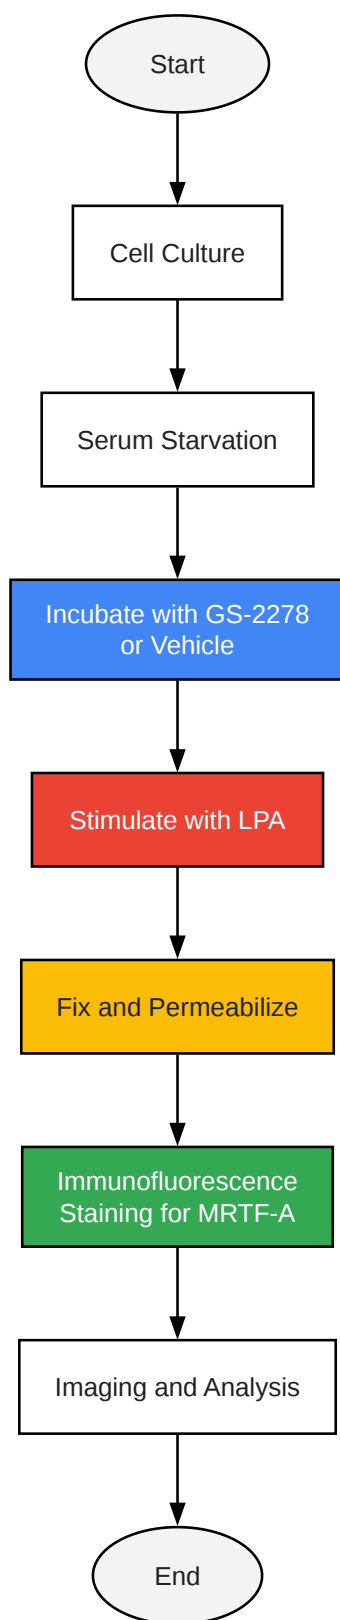 Start
Cell Culture
Serum Starvation
Incubate with GS-2278
or Vehicle
Stimulate with LPA
Fix and Permeabilize
Immunofluorescence
Staining for MRTF-A
Imaging and Analysis
End